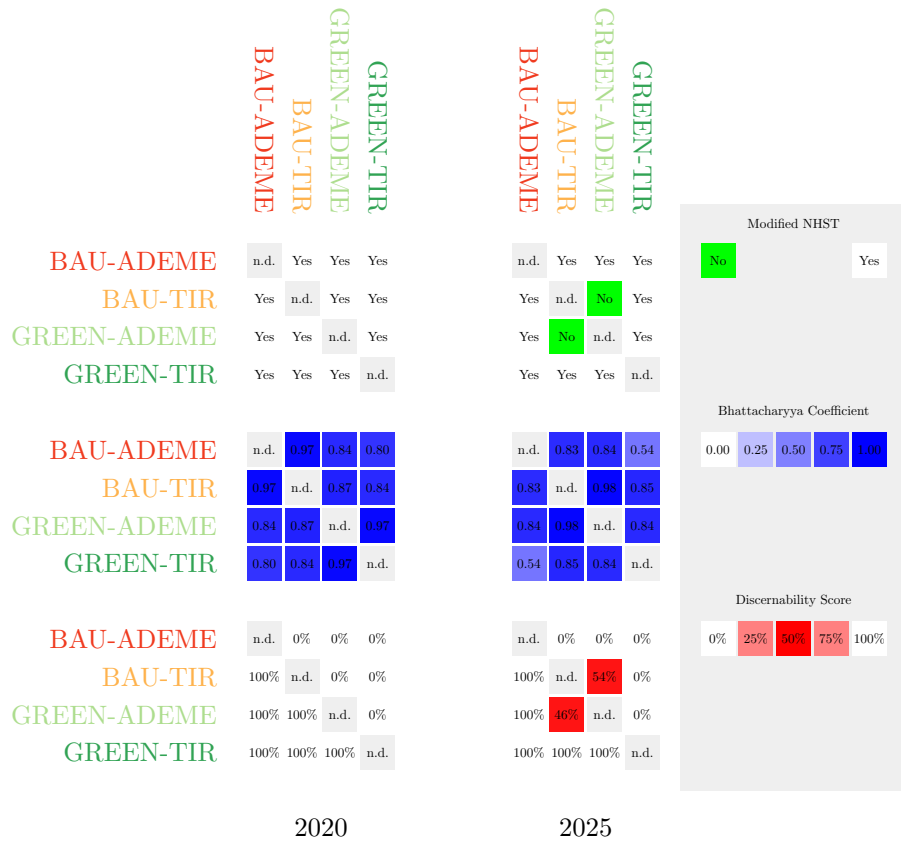 BAU-ADEME BAU-TIR GREEN-ADEME GREEN-TIR BAU-ADEME BAU-TIR GREEN-ADEME GREEN-TIR
Modified NHST
BAU-ADEME n.d. Yes Yes Yes n.d. Yes Yes Yes No Yes
BAU-TIR Yes n.d. Yes Yes Yes n.d. No Yes
GREEN-ADEME Yes Yes n.d. Yes Yes No n.d. Yes
GREEN-TIR Yes Yes Yes n.d. Yes Yes Yes n.d.
Bhattacharyya Coefficient
BAU-ADEME n.d. 0.97 0.84 0.80 n.d. 0.83 0.84 0.54 0.00 0.25 0.50 0.75 1.00
BAU-TIR 0.97 n.d. 0.87 0.84 0.83 n.d. 0.98 0.85
GREEN-ADEME 0.84 0.87 n.d. 0.97 0.84 0.98 n.d. 0.84
GREEN-TIR 0.80 0.84 0.97 n.d. 0.54 0.85 0.84 n.d.
Discernability Score
BAU-ADEME n.d. 0% 0% 0% n.d. 0% 0% 0% 0% 25% 50% 75% 100%
BAU-TIR 100% n.d. 0% 0% 100% n.d. 54% 0%
GREEN-ADEME 100% 100% n.d. 0% 100% 46% n.d. 0%
GREEN-TIR 100% 100% 100% n.d. 100% 100% 100% n.d.
2020 2025